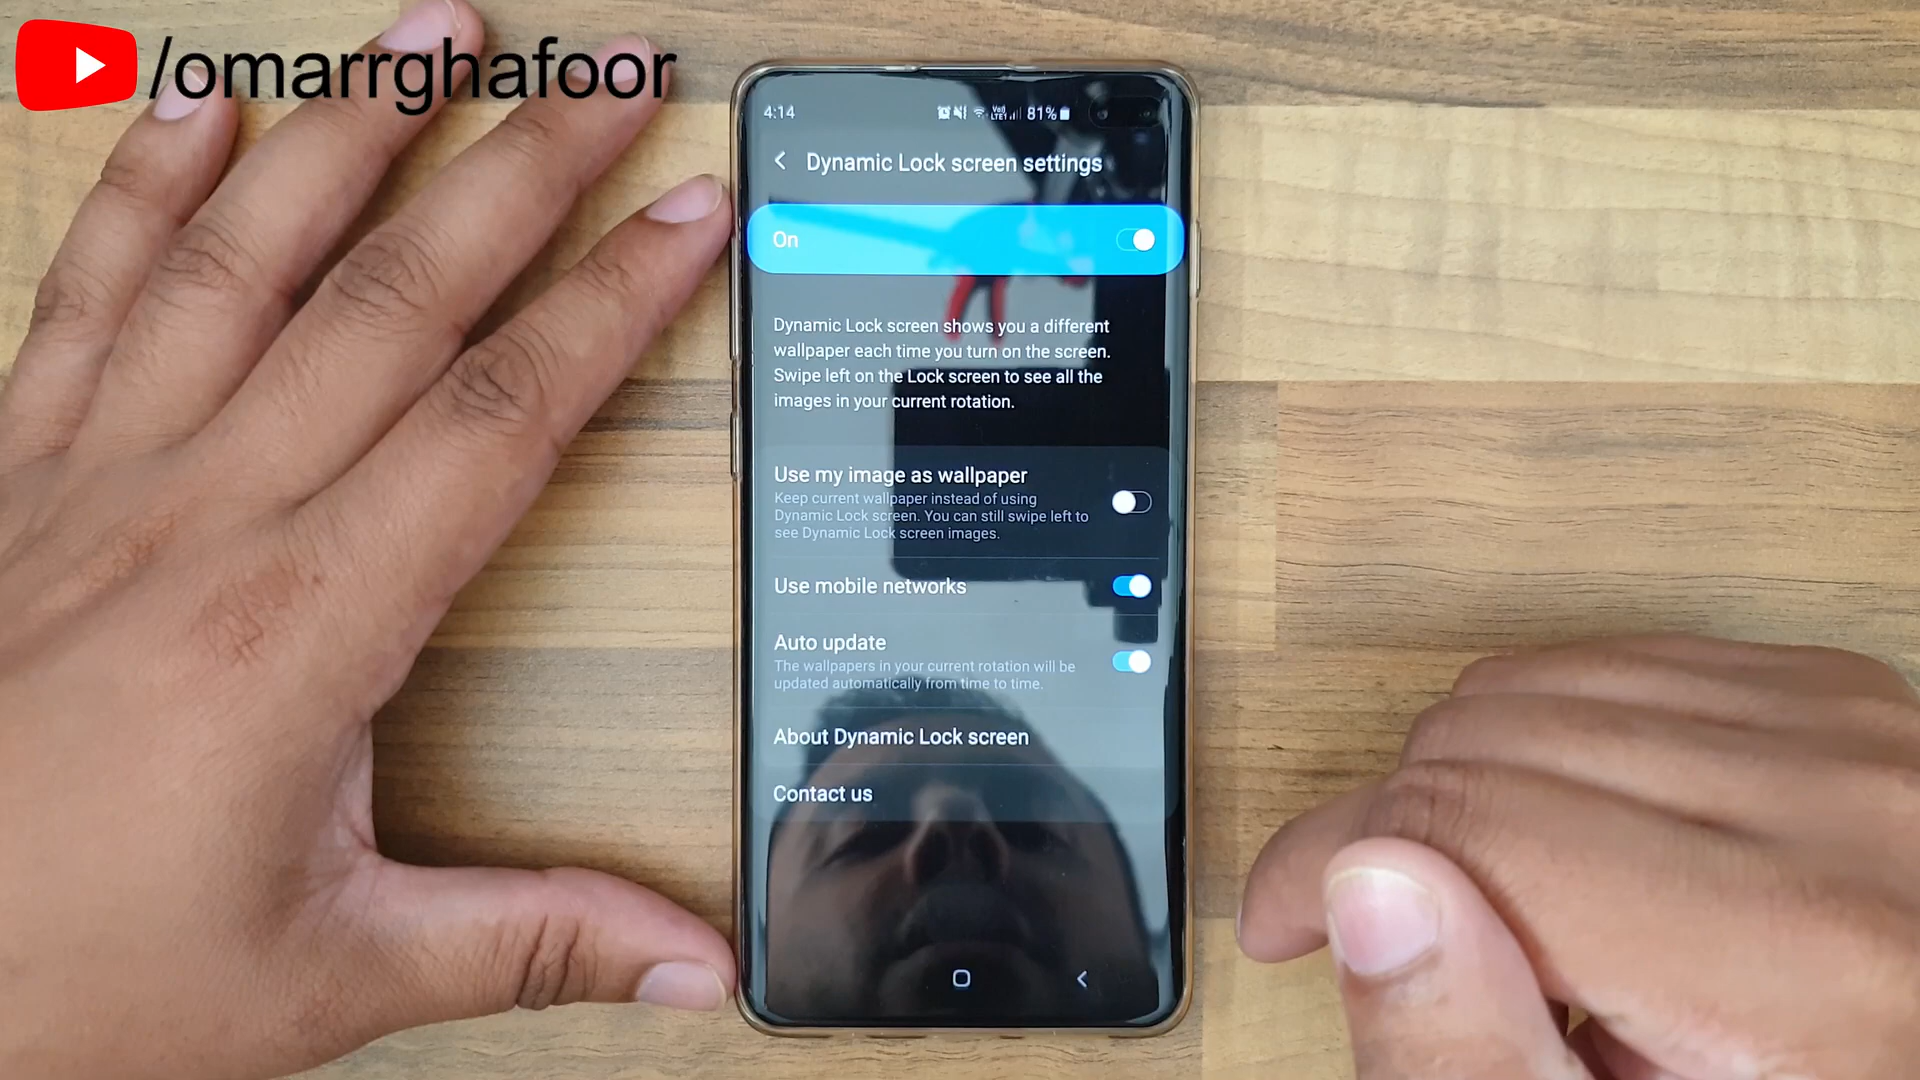 /omarrghafoor
4:14
Vo)) LTE1 81%
Dynamic Lock screen settings
On
Dynamic Lock screen shows you a different
wallpaper each time you turn on the screen.
Swipe left on the Lock screen to see all the
images in your current rotation.
Use my image as wallpaper
Keep current wallpaper instead of using
Dynamic Lock screen. You can still swipe left to
see Dynamic Lock screen images.
Use mobile networks
Auto update
The wallpapers in your current rotation will be
updated automatically from time to time.
About Dynamic Lock screen
Contact us